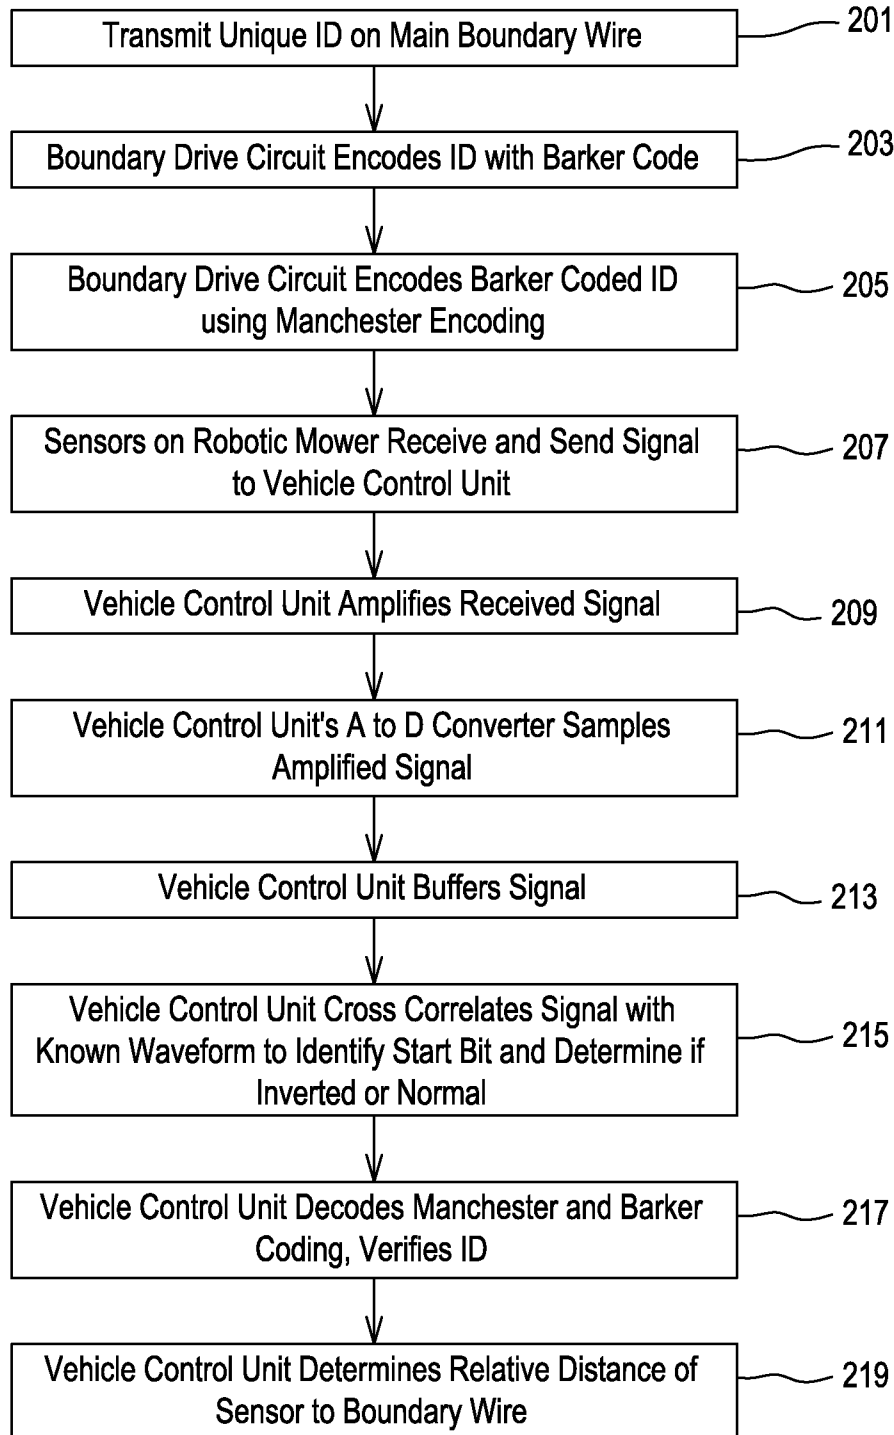 Transmit Unique ID on Main Boundary Wire
201
Boundary Drive Circuit Encodes ID with Barker Code
203
Boundary Drive Circuit Encodes Barker Coded ID
using Manchester Encoding
205
Sensors on Robotic Mower Receive and Send Signal
to Vehicle Control Unit
207
Vehicle Control Unit Amplifies Received Signal
209
Vehicle Control Unit's A to D Converter Samples
Amplified Signal
211
Vehicle Control Unit Buffers Signal
213
Vehicle Control Unit Cross Correlates Signal with
Known Waveform to Identify Start Bit and Determine if
Inverted or Normal
215
Vehicle Control Unit Decodes Manchester and Barker
Coding, Verifies ID
217
Vehicle Control Unit Determines Relative Distance of
Sensor to Boundary Wire
219